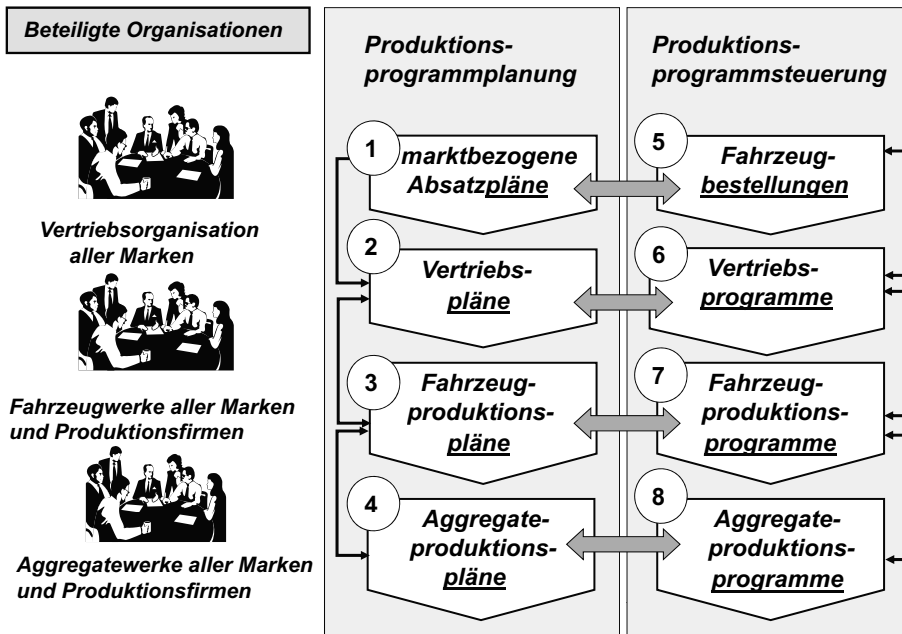 Beteiligte Organisationen
Vertriebsorganisation
aller Marken
Fahrzeugwerke aller Marken
und Produktionsfirmen
Aggregatewerke aller Marken
und Produktionsfirmen
Produktions-
programmplanung
1
marktbezogene
Absatzpläne
2
Vertriebs-
pläne
3
Fahrzeug-
produktions-
pläne
4
Aggregate-
produktions-
pläne
Produktions-
programmsteuerung
5
Fahrzeug-
bestellungen
6
Vertriebs-
programme
7
Fahrzeug-
produktions-
programme
8
Aggregate-
produktions-
programme